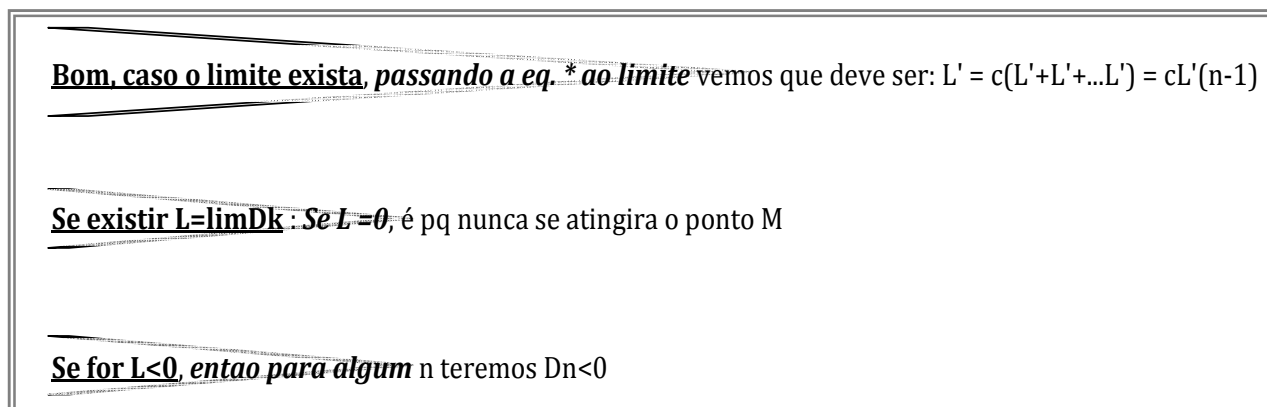 Bom, caso o limite exista, passando a eq. * ao limite vemos que deve ser: L' = c(L'+L'+...L') = cL'(n-1)
Se existir L=limDk : Se L =0, é pq nunca se atingira o ponto M
Se for L<0, entao para algum n teremos Dn<0